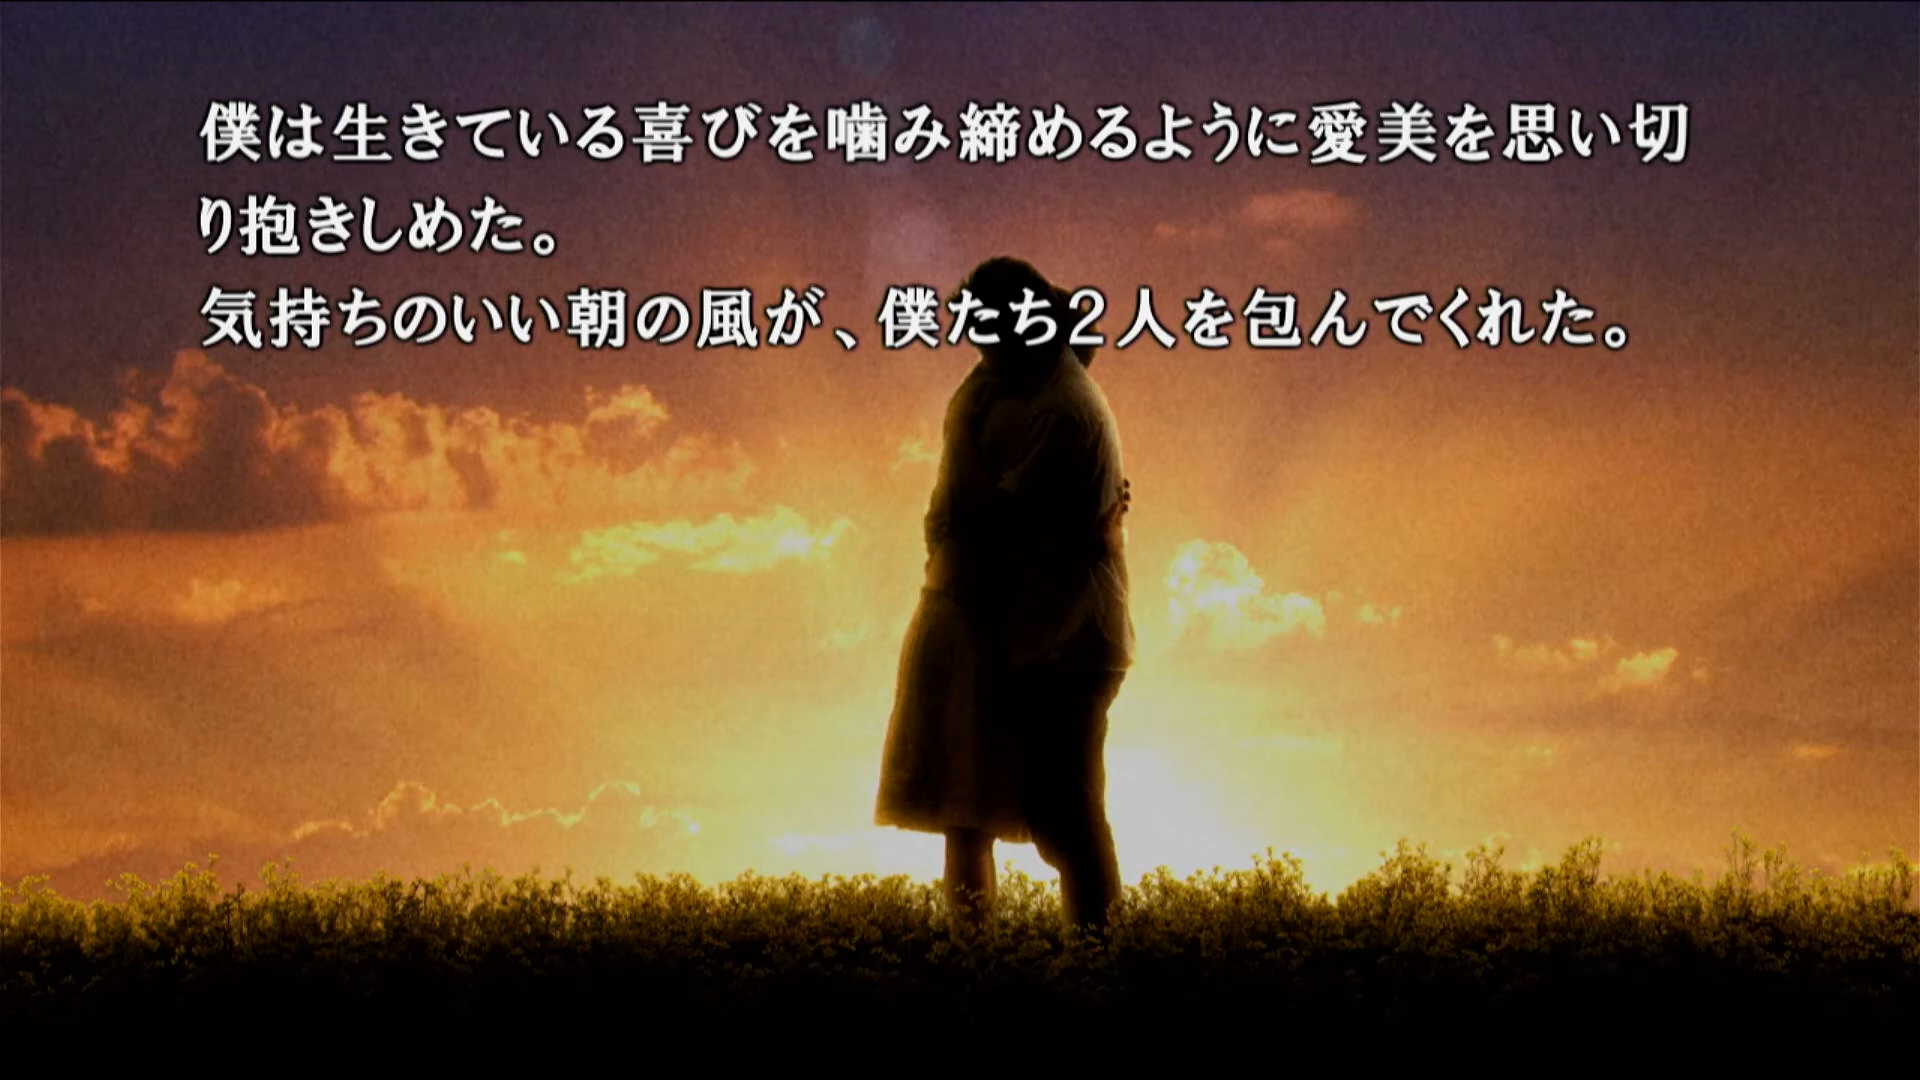 僕は生きている喜びを噛み締めるように愛美を思い切
り抱きしめた。
気持ちのいい朝の風が、僕たち２人を包んでくれた。